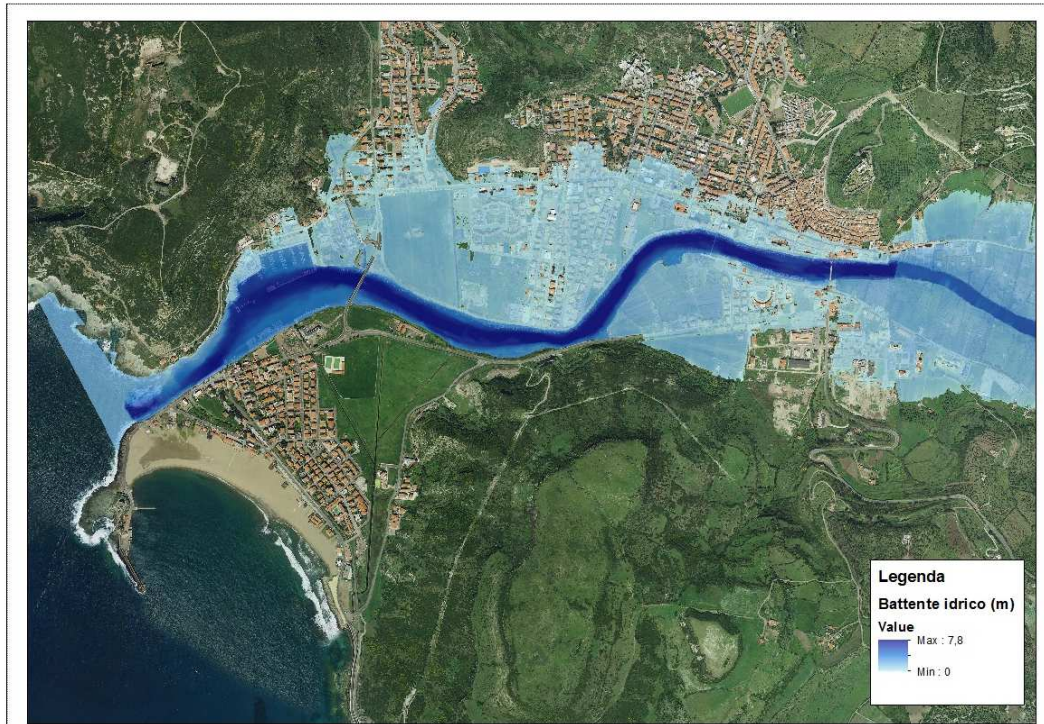 Legenda
Battente idrico (m)
Value
Max : 7,8
Min : 0